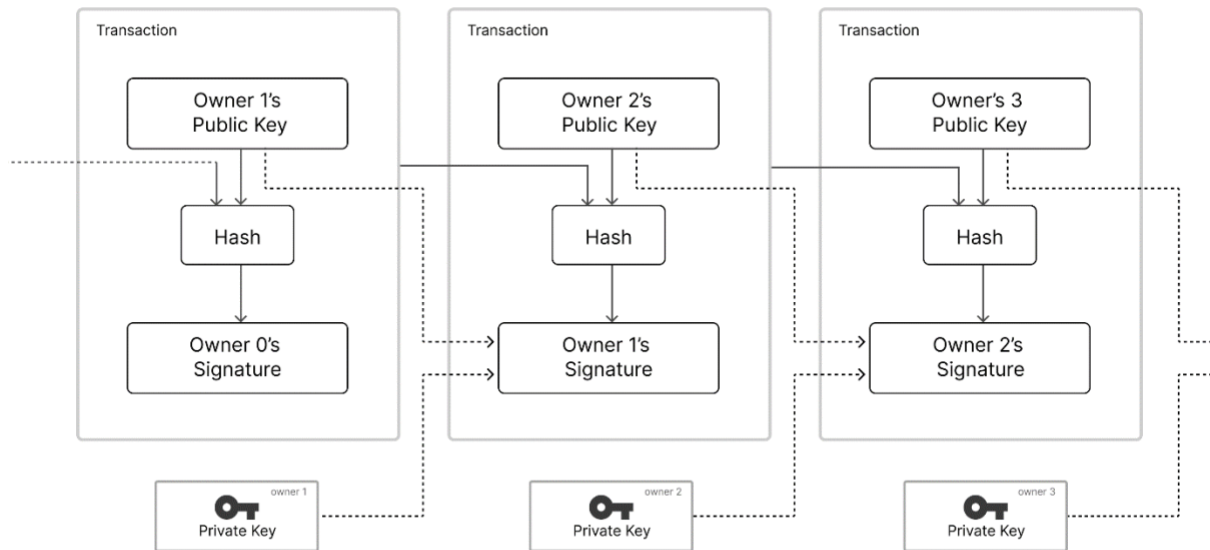 Transaction
Transaction
Transaction
Owner 1's
Public Key
Owner 2's
Public Key
Owner's 3
Public Key
Hash
Hash
Hash
Owner 0's
Signature
Owner 1's
Signature
Owner 2's
Signature
owner 1
Private Key
owner 2
Private Key
owner 3
Private Key